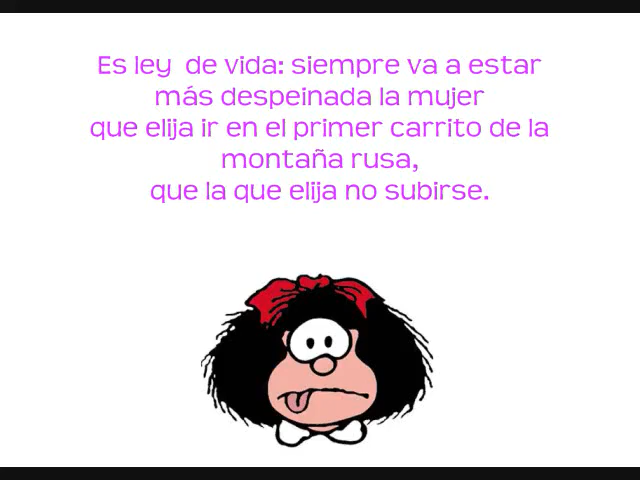 Es ley de vida: siempre va a estar
más despeinada la mujer
que elija ir en el primer carrito de la
montaña rusa,
que la que elija no subirse.